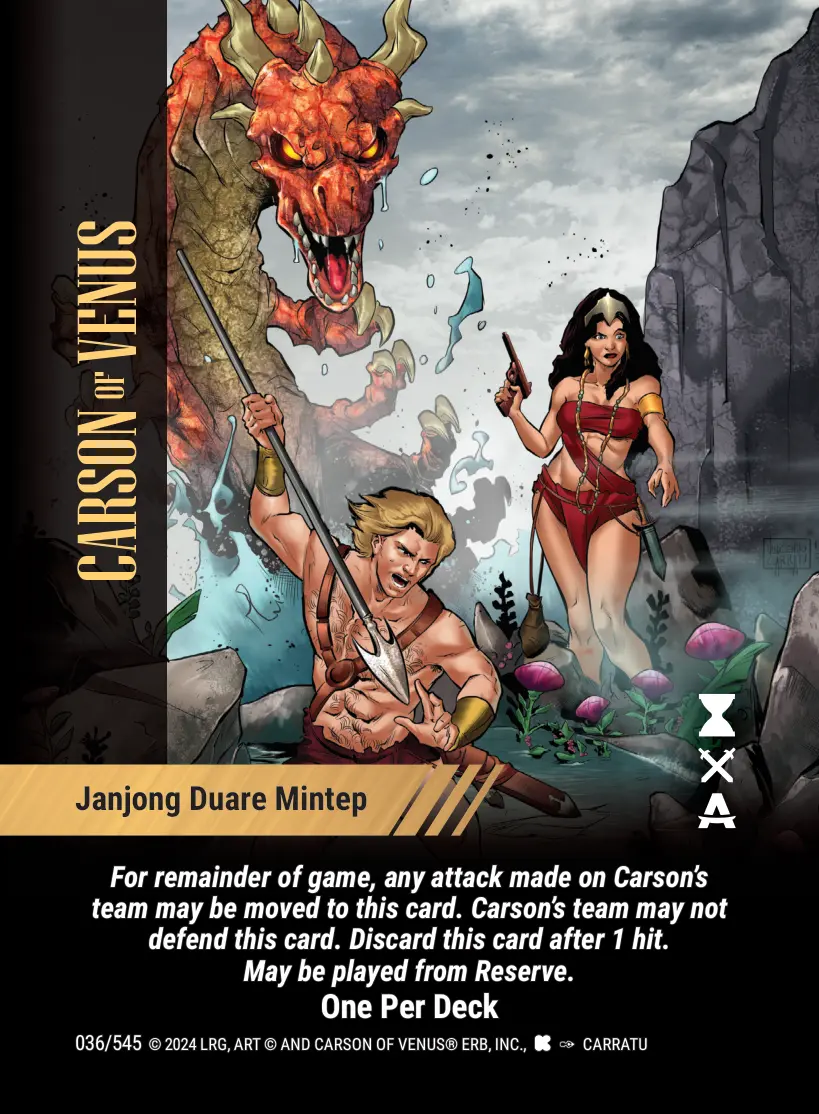 CARSON OF VENUS
Janjong Duare Mintep
For remainder of game, any attack made on Carson's
team may be moved to this card. Carson's team may not
defend this card. Discard this card after 1 hit.
May be played from Reserve.
One Per Deck
036/545 © 2024 LRG, ART © AND CARSON OF VENUS® ERB, INC., CARRATU